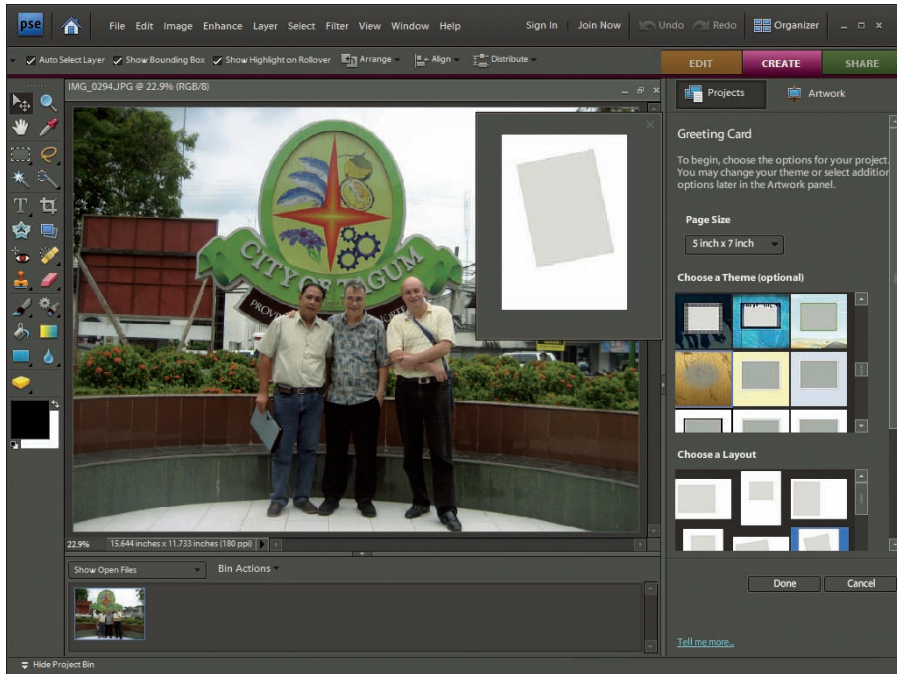 pse File Edit Image Enhance Layer Select Filter View Window Help Sign In Join Now Undo Redo Organizer
Auto Select Layer Show Bounding Box Show Highlight on Rollover Arrange Align Distribute EDIT CREATE SHARE
IMG_0294.JPG @ 22.9% (RGB/8)
Projects Artwork
Greeting Card
To begin, choose the options for your project.
You may change your theme or select addition
options later in the Artwork panel.
Page Size
5 inch x 7 inch
Choose a Theme (optional)
CITY OF TAGUM
Choose a Layout
22.9% 15.644 inches x 11.733 inches (180 ppi)
Show Open Files Bin Actions
Done Cancel
Tell me more...
Hide Project Bin